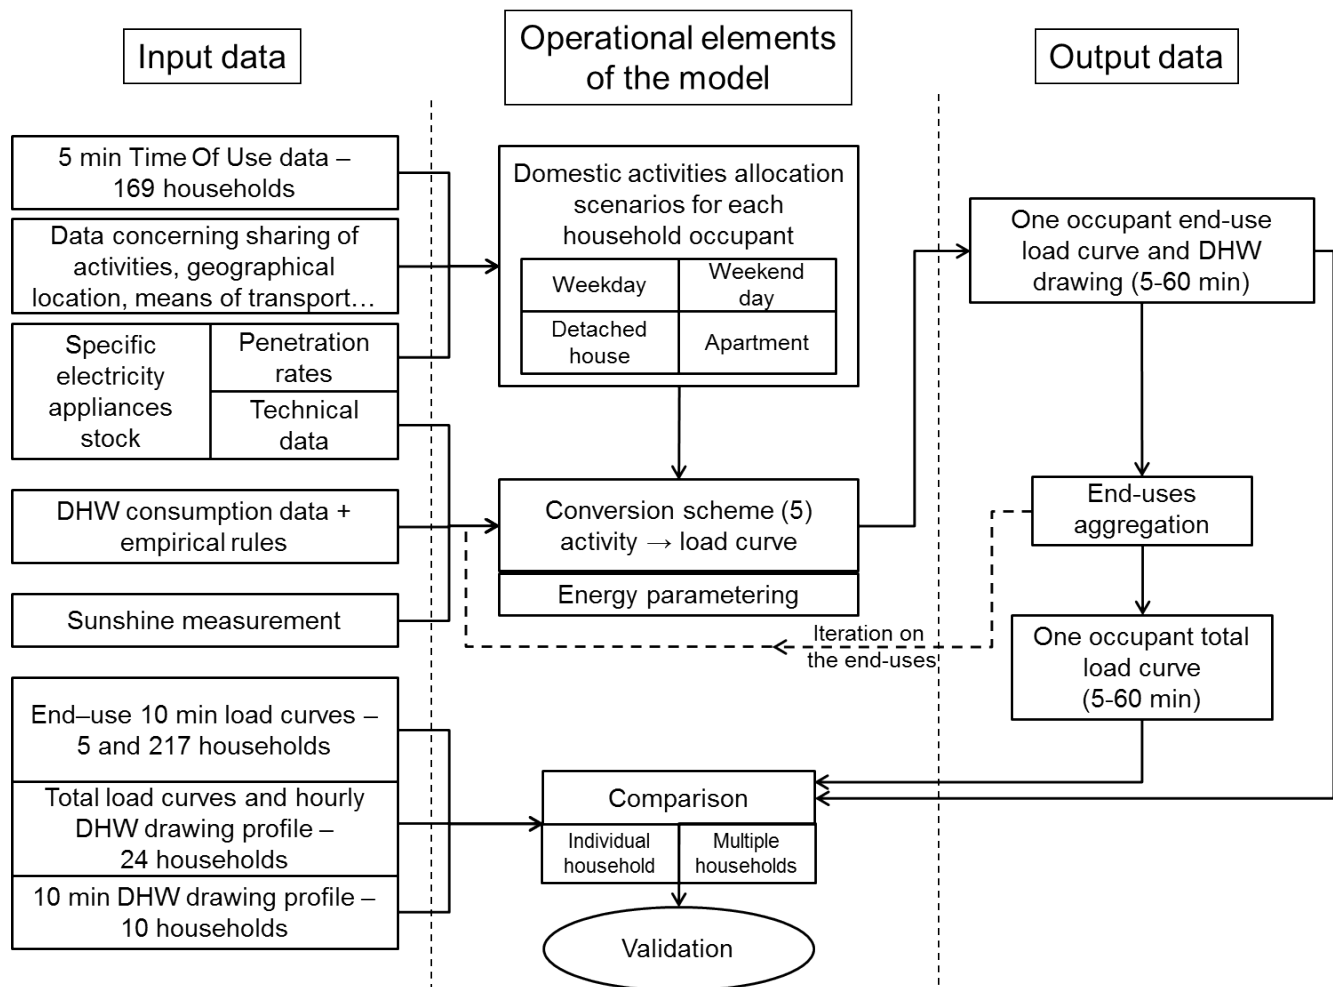 Input data
Operational elements
of the model
Output data
5 min Time Of Use data –
169 households
Data concerning sharing of
activities, geographical
location, means of transport…
Specific
electricity
appliances
stock
Penetration
rates
Technical
data
DHW consumption data +
empirical rules
Sunshine measurement
End–use 10 min load curves –
5 and 217 households
Total load curves and hourly
DHW drawing profile –
24 households
10 min DHW drawing profile –
10 households
Domestic activities allocation
scenarios for each
household occupant
Weekday
Weekend
day
Detached
house
Apartment
Conversion scheme (5)
activity → load curve
Energy parametering
Iteration on
the end-uses
Comparison
Individual
household
Multiple
households
Validation
One occupant end-use
load curve and DHW
drawing (5-60 min)
End-uses
aggregation
One occupant total
load curve
(5-60 min)